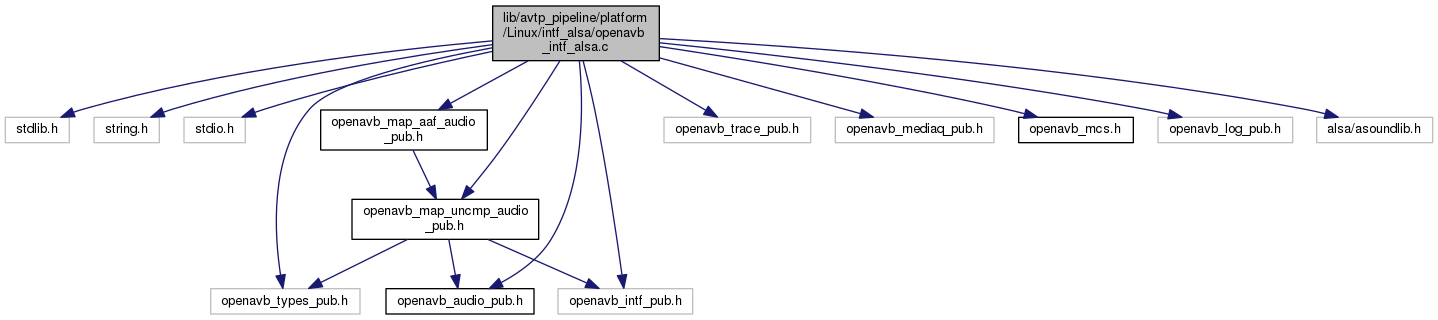 lib/avtp_pipeline/platform
/Linux/intf_alsa/openavb
_intf_alsa.c
stdlib.h
string.h
stdio.h
openavb_map_aaf_audio
_pub.h
openavb_trace_pub.h
openavb_mediaq_pub.h
openavb_mcs.h
openavb_log_pub.h
alsa/asoundlib.h
openavb_map_uncmp_audio
_pub.h
openavb_types_pub.h
openavb_audio_pub.h
openavb_intf_pub.h